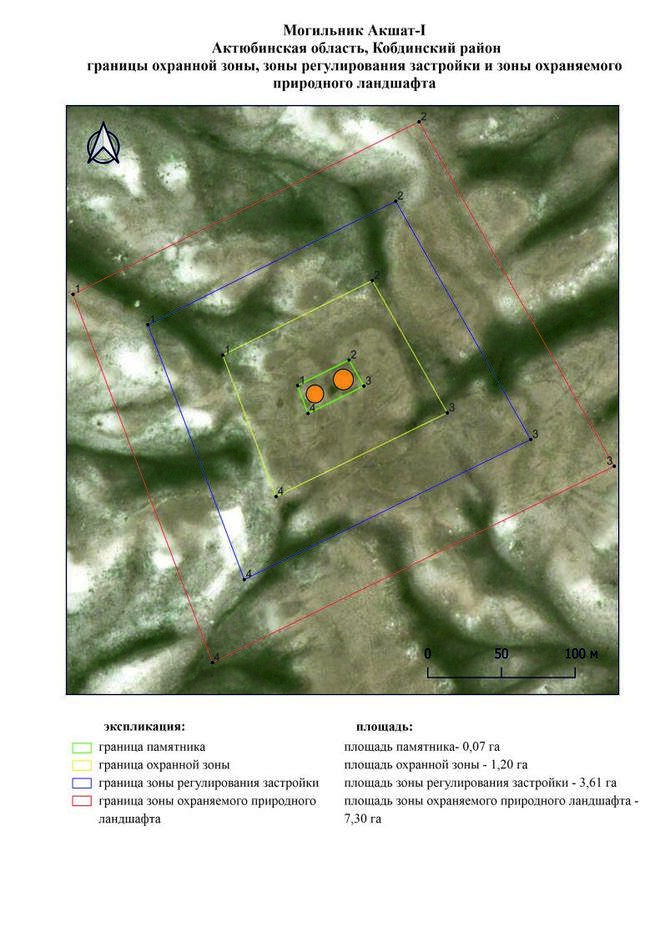 Могильник Акшат-I
Актюбинская область, Кобдинский район
границы охранной зоны, зоны регулирования застройки и зоны охраняемого
природного ландшафта
2
2
1
1
2
1
2
1
3
4
3
3
3
4
4
4
0 50 100 м
экспликация:
граница памятника
граница охранной зоны
граница зоны регулирования застройки
граница зоны охраняемого природного
ландшафта
площадь:
площадь памятника- 0,07 га
площадь охранной зоны - 1,20 га
площадь зоны регулирования застройки - 3,61 га
площадь зоны охраняемого природного ландшафта -
7,30 га